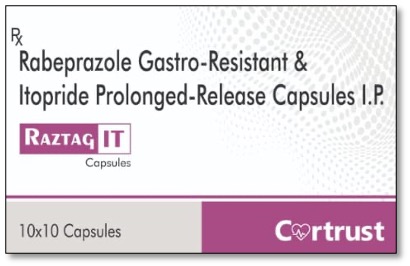 Rx
Rabeprazole Gastro-Resistant &
Itopride Prolonged-Release Capsules I.P.
RAZTAG IT
Capsules
10x10 Capsules
Cortrust